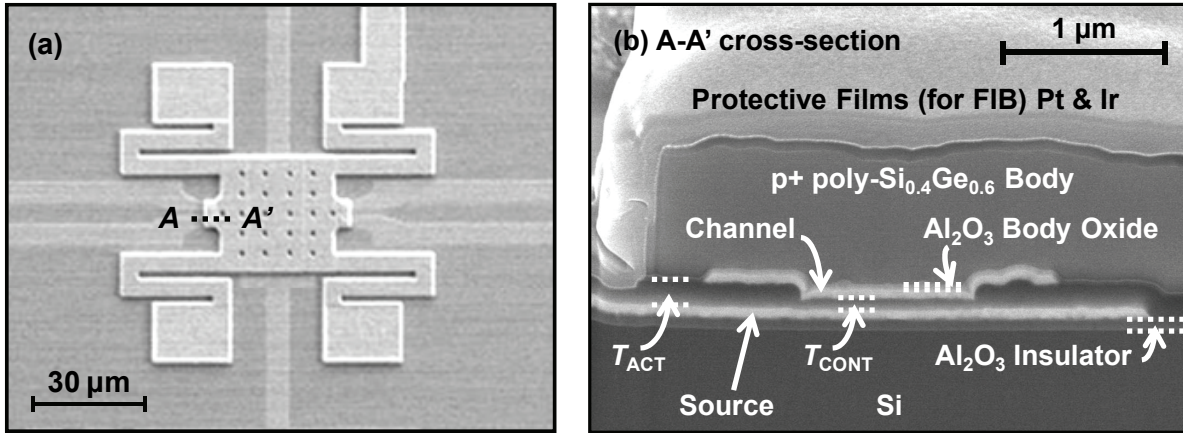 (a)
A
A’
30 µm
(b) A-A’ cross-section
1 µm
Protective Films (for FIB) Pt & Ir
p+ poly-Si0.4Ge0.6 Body
Channel
Al2O3 Body Oxide
TACT
TCONT
Al2O3 Insulator
Source
Si